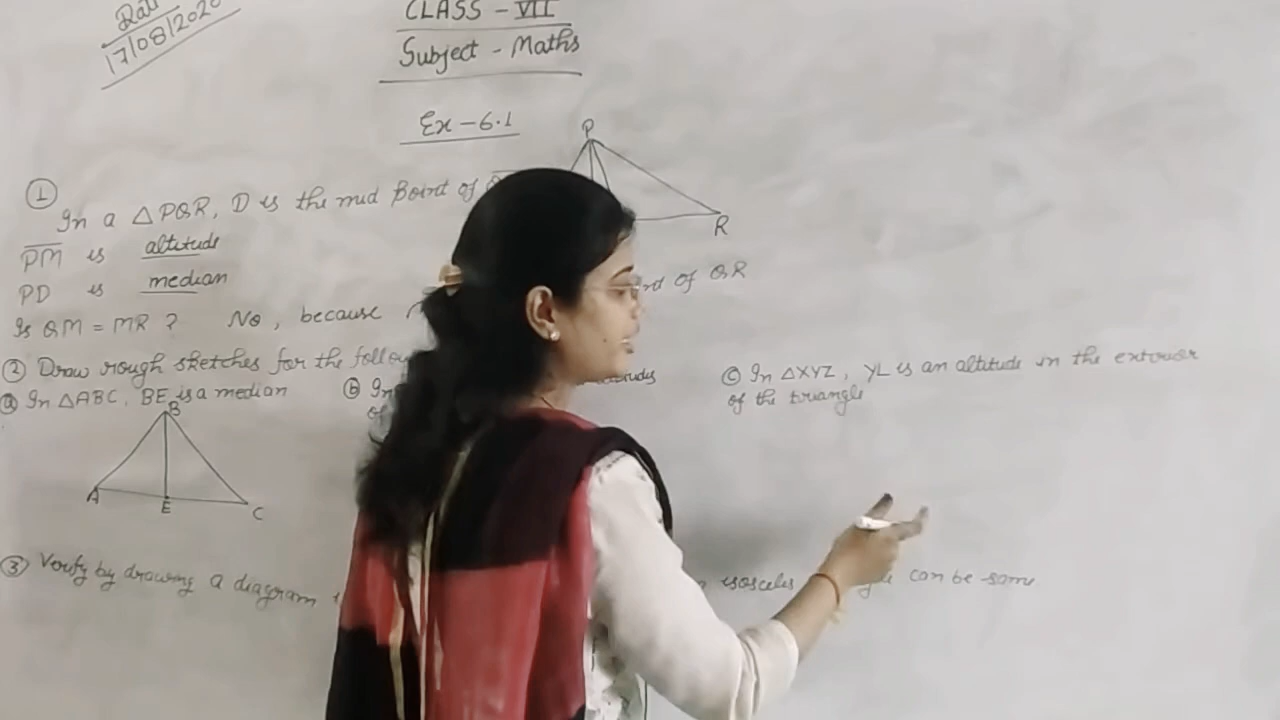 17/08/2020
CLASS - VII
Subject - Maths
Ex - 6.1
P
R
① In a △PQR, D is the mid point of
PM is altitude
PD is median
Is QM = MR ? No, because
of QR
② Draw rough sketches for the
ⓐ In △ABC, BE is a median
B
A
E
C
ⓑ In
of
ⓒ In △XYZ, YL is an altitude in the exterior
of the triangle
③ Verify by drawing a diagram
isosceles
can be same